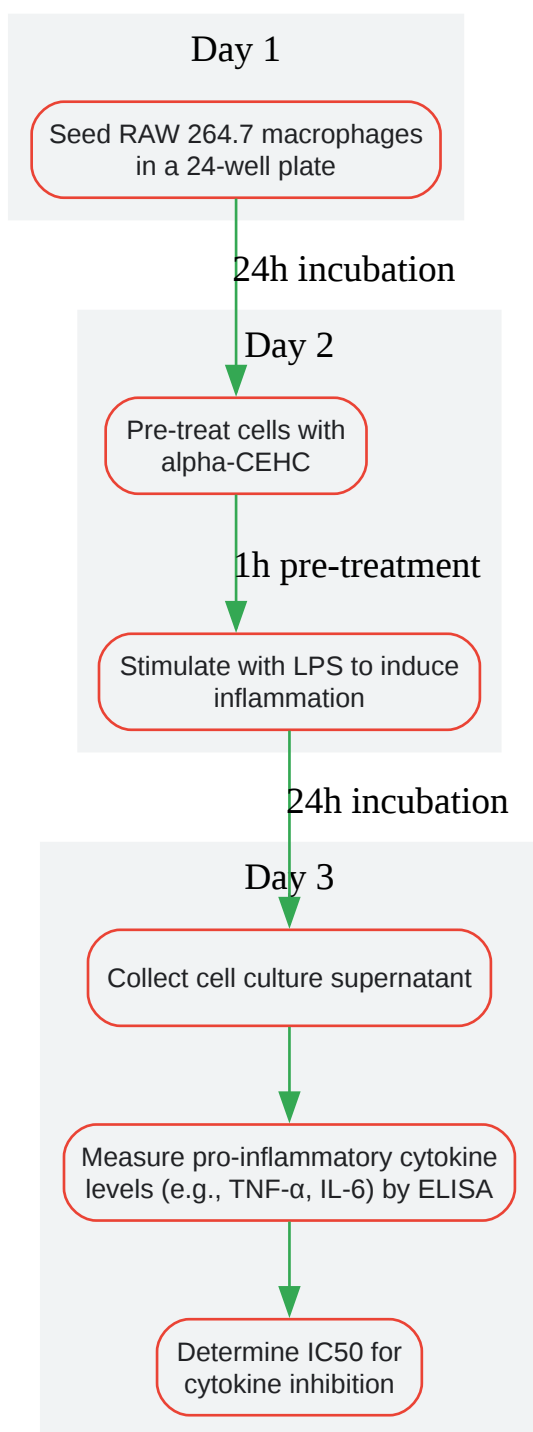 Day 1
Seed RAW 264.7 macrophages
in a 24-well plate
24h incubation
Day 2
Pre-treat cells with
alpha-CEHC
1h pre-treatment
Stimulate with LPS to induce
inflammation
24h incubation
Day 3
Collect cell culture supernatant
Measure pro-inflammatory cytokine
levels (e.g., TNF-α, IL-6) by ELISA
Determine IC50 for
cytokine inhibition